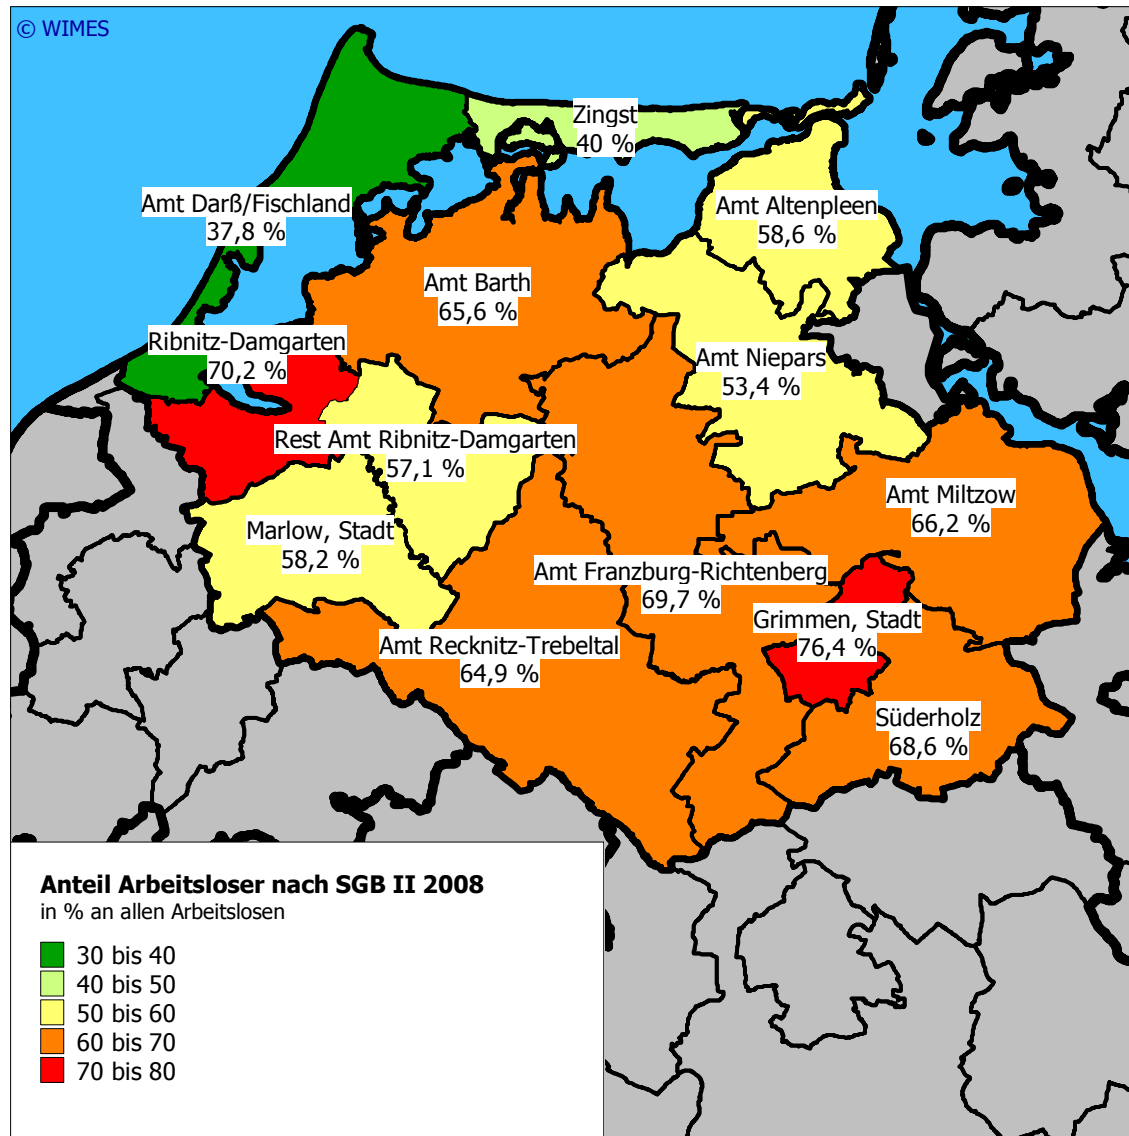 © WIMES
Zingst
40 %
Amt Darß/Fischland
37,8 %
Amt Altenpleen
58,6 %
Amt Barth
65,6 %
Ribnitz-Damgarten
70,2 %
Amt Niepars
53,4 %
Rest Amt Ribnitz-Damgarten
57,1 %
Amt Miltzow
66,2 %
Marlow, Stadt
58,2 %
Amt Franzburg-Richtenberg
69,7 %
Grimmen, Stadt
76,4 %
Amt Recknitz-Trebeltal
64,9 %
Süderholz
68,6 %
Anteil Arbeitsloser nach SGB II 2008
in % an allen Arbeitslosen
30 bis 40
40 bis 50
50 bis 60
60 bis 70
70 bis 80